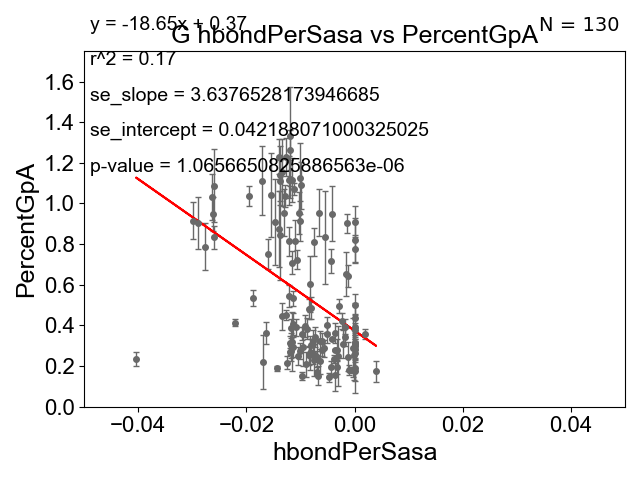 y = -18.65x + 0.37
N = 130
G hbondPerSasa vs PercentGpA
r^2 = 0.17
se_slope = 3.6376528173946685
se_intercept = 0.042188071000325025
p-value = 1.0656650825886563e-06
PercentGpA
1.6
1.4
1.2
1.0
0.8
0.6
0.4
0.2
0.0
−0.04 −0.02 0.00 0.02 0.04
hbondPerSasa